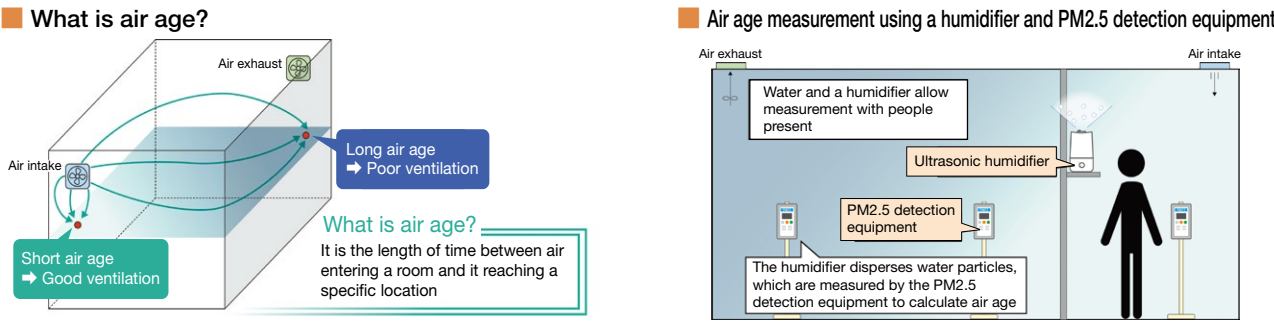 What is air age?
Air exhaust
Air intake
Long air age
➡ Poor ventilation
Short air age
➡ Good ventilation
What is air age?
It is the length of time between air
entering a room and it reaching a
specific location
Air age measurement using a humidifier and PM2.5 detection equipment
Air exhaust
Air intake
Water and a humidifier allow
measurement with people
present
Ultrasonic humidifier
PM2.5 detection
equipment
The humidifier disperses water particles,
which are measured by the PM2.5
detection equipment to calculate air age